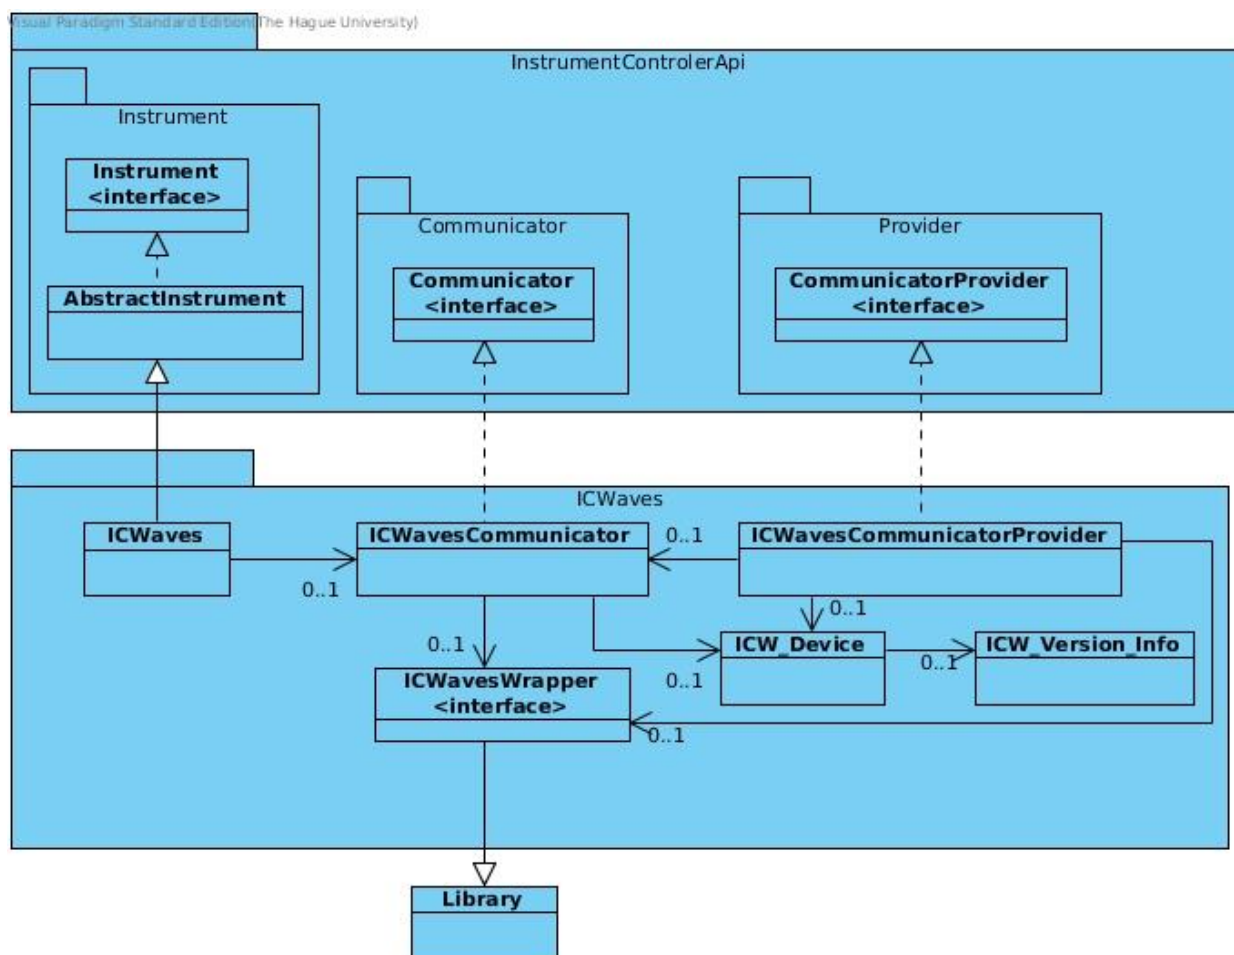 Visual Paradigm Standard Edition(The Hague University)
InstrumentControlerApi
Instrument
Instrument
<interface>
AbstractInstrument
Communicator
Communicator
<interface>
Provider
CommunicatorProvider
<interface>
ICWaves
ICWaves
ICWavesCommunicator
ICWavesCommunicatorProvider
0..1
0..1
0..1
0..1
ICW_Device
ICW_Version_Info
0..1
0..1
ICWavesWrapper
<interface>
0..1
Library